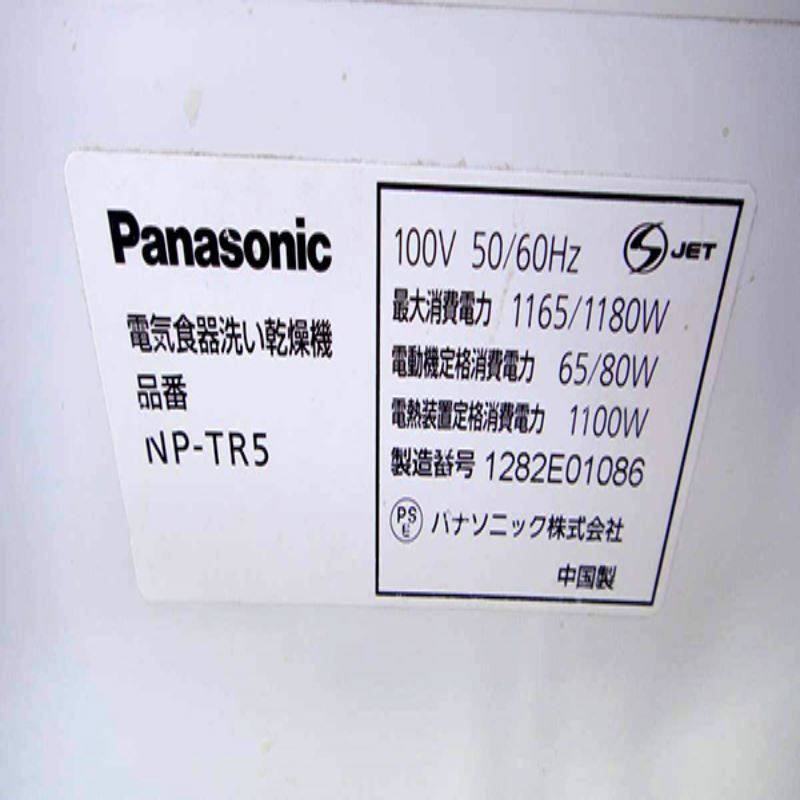 Panasonic
電気食器洗い乾燥機
品番
NP-TR5
100V 50/60Hz
JET
最大消費電力 1165/1180W
電動機定格消費電力 65/80W
電熱装置定格消費電力 1100W
製造番号 1282E01086
PS
E
パナソニック株式会社
中国製